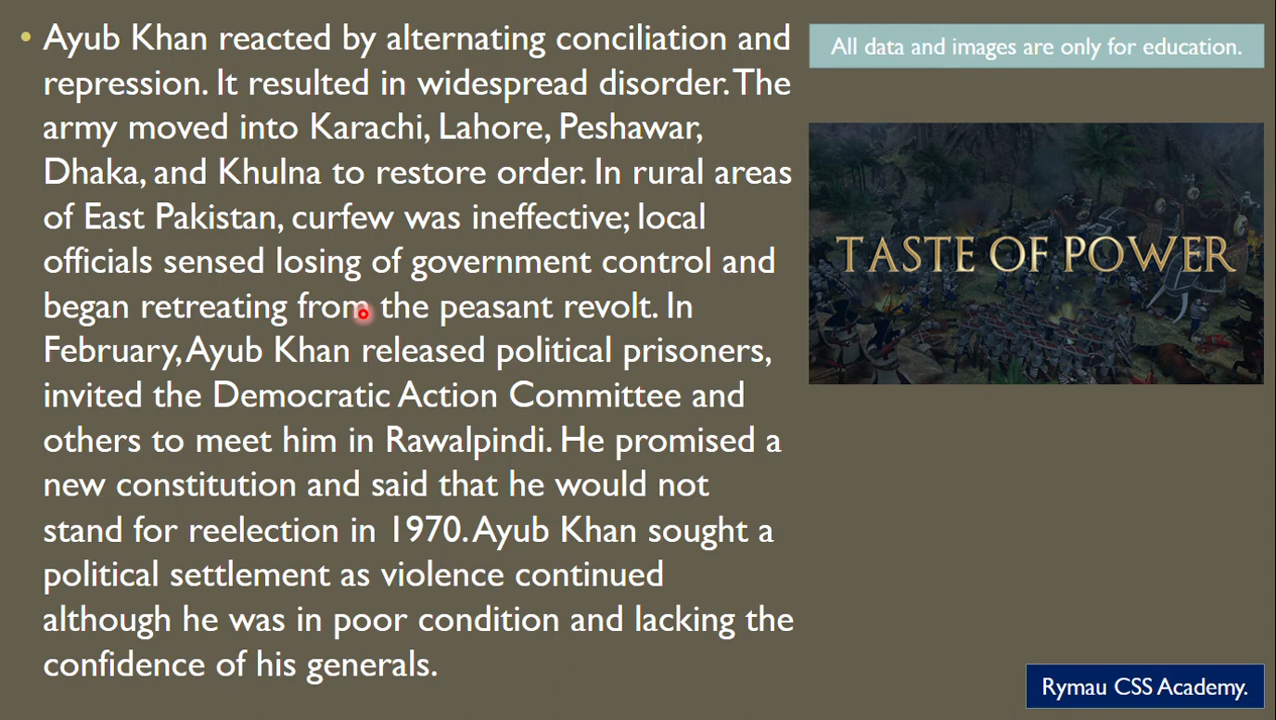 • Ayub Khan reacted by alternating conciliation and
repression. It resulted in widespread disorder. The
army moved into Karachi, Lahore, Peshawar,
Dhaka, and Khulna to restore order. In rural areas
of East Pakistan, curfew was ineffective; local
officials sensed losing of government control and
began retreating from the peasant revolt. In
February, Ayub Khan released political prisoners,
invited the Democratic Action Committee and
others to meet him in Rawalpindi. He promised a
new constitution and said that he would not
stand for reelection in 1970. Ayub Khan sought a
political settlement as violence continued
although he was in poor condition and lacking the
confidence of his generals.
All data and images are only for education.
TASTE OF POWER
Rymau CSS Academy.